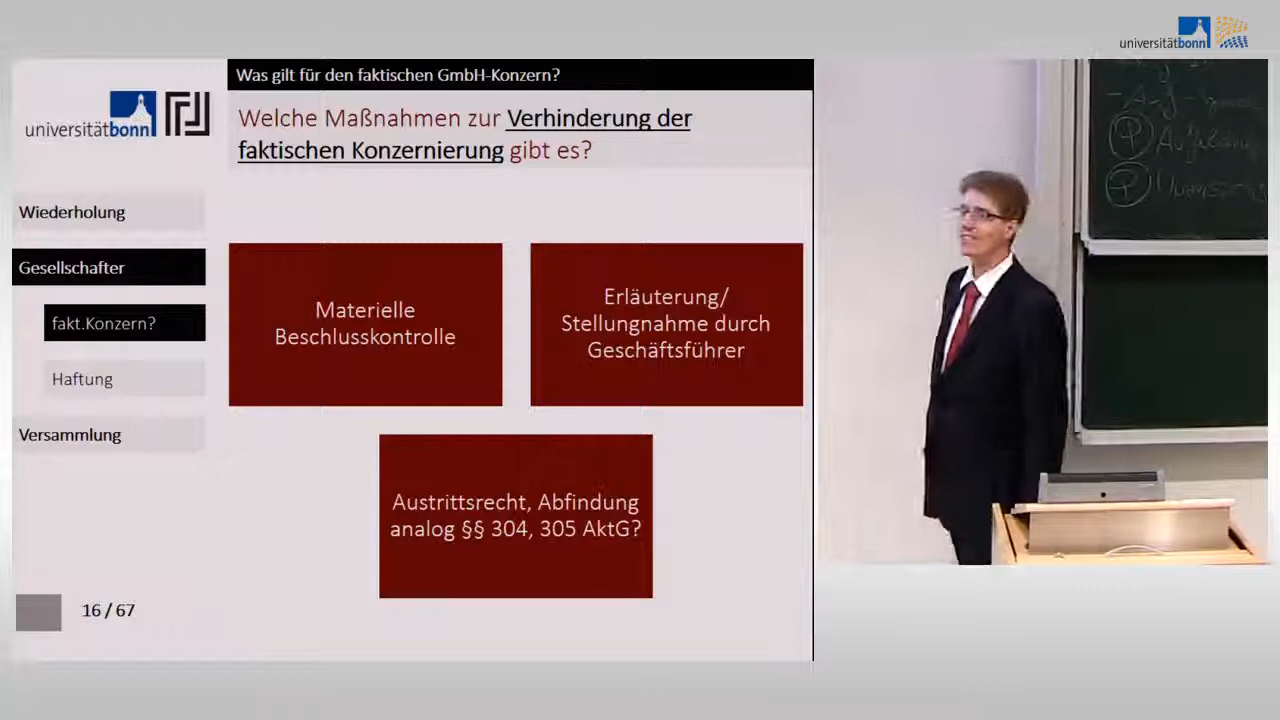 universitätbonn
Was gilt für den faktischen GmbH-Konzern?
universitätbonn
Welche Maßnahmen zur Verhinderung der
faktischen Konzernierung gibt es?
Wiederholung
Gesellschafter
fakt.Konzern?
Haftung
Versammlung
Materielle
Beschlusskontrolle
Erläuterung/
Stellungnahme durch
Geschäftsführer
Austrittsrecht, Abfindung
analog §§ 304, 305 AktG?
16 / 67